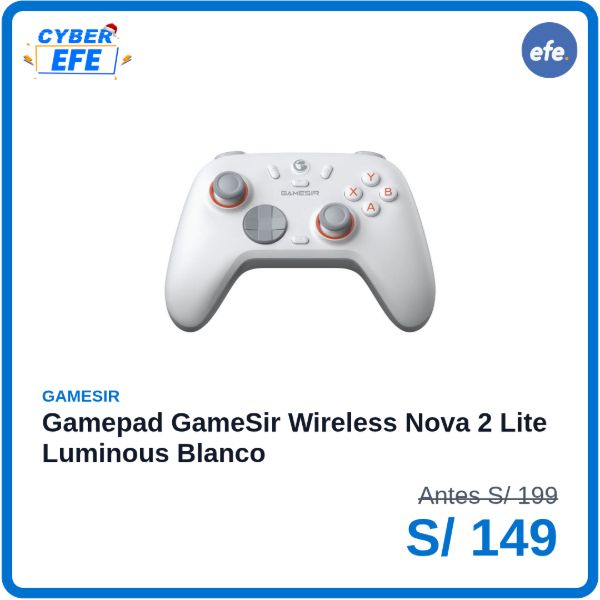 CYBER
EFE
efe.
GAMESIR
Y
X B
A
GAMESIR
Gamepad GameSir Wireless Nova 2 Lite
Luminous Blanco
Antes S/ 199
S/ 149